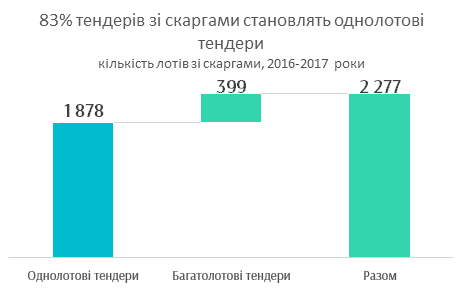 83% тендерів зі скаргами становлять однолотові
тендери
кількість лотів зі скаргами, 2016-2017 роки
399
2 277
1 878
Однолотові тендери
Багатолотові тендери
Разом